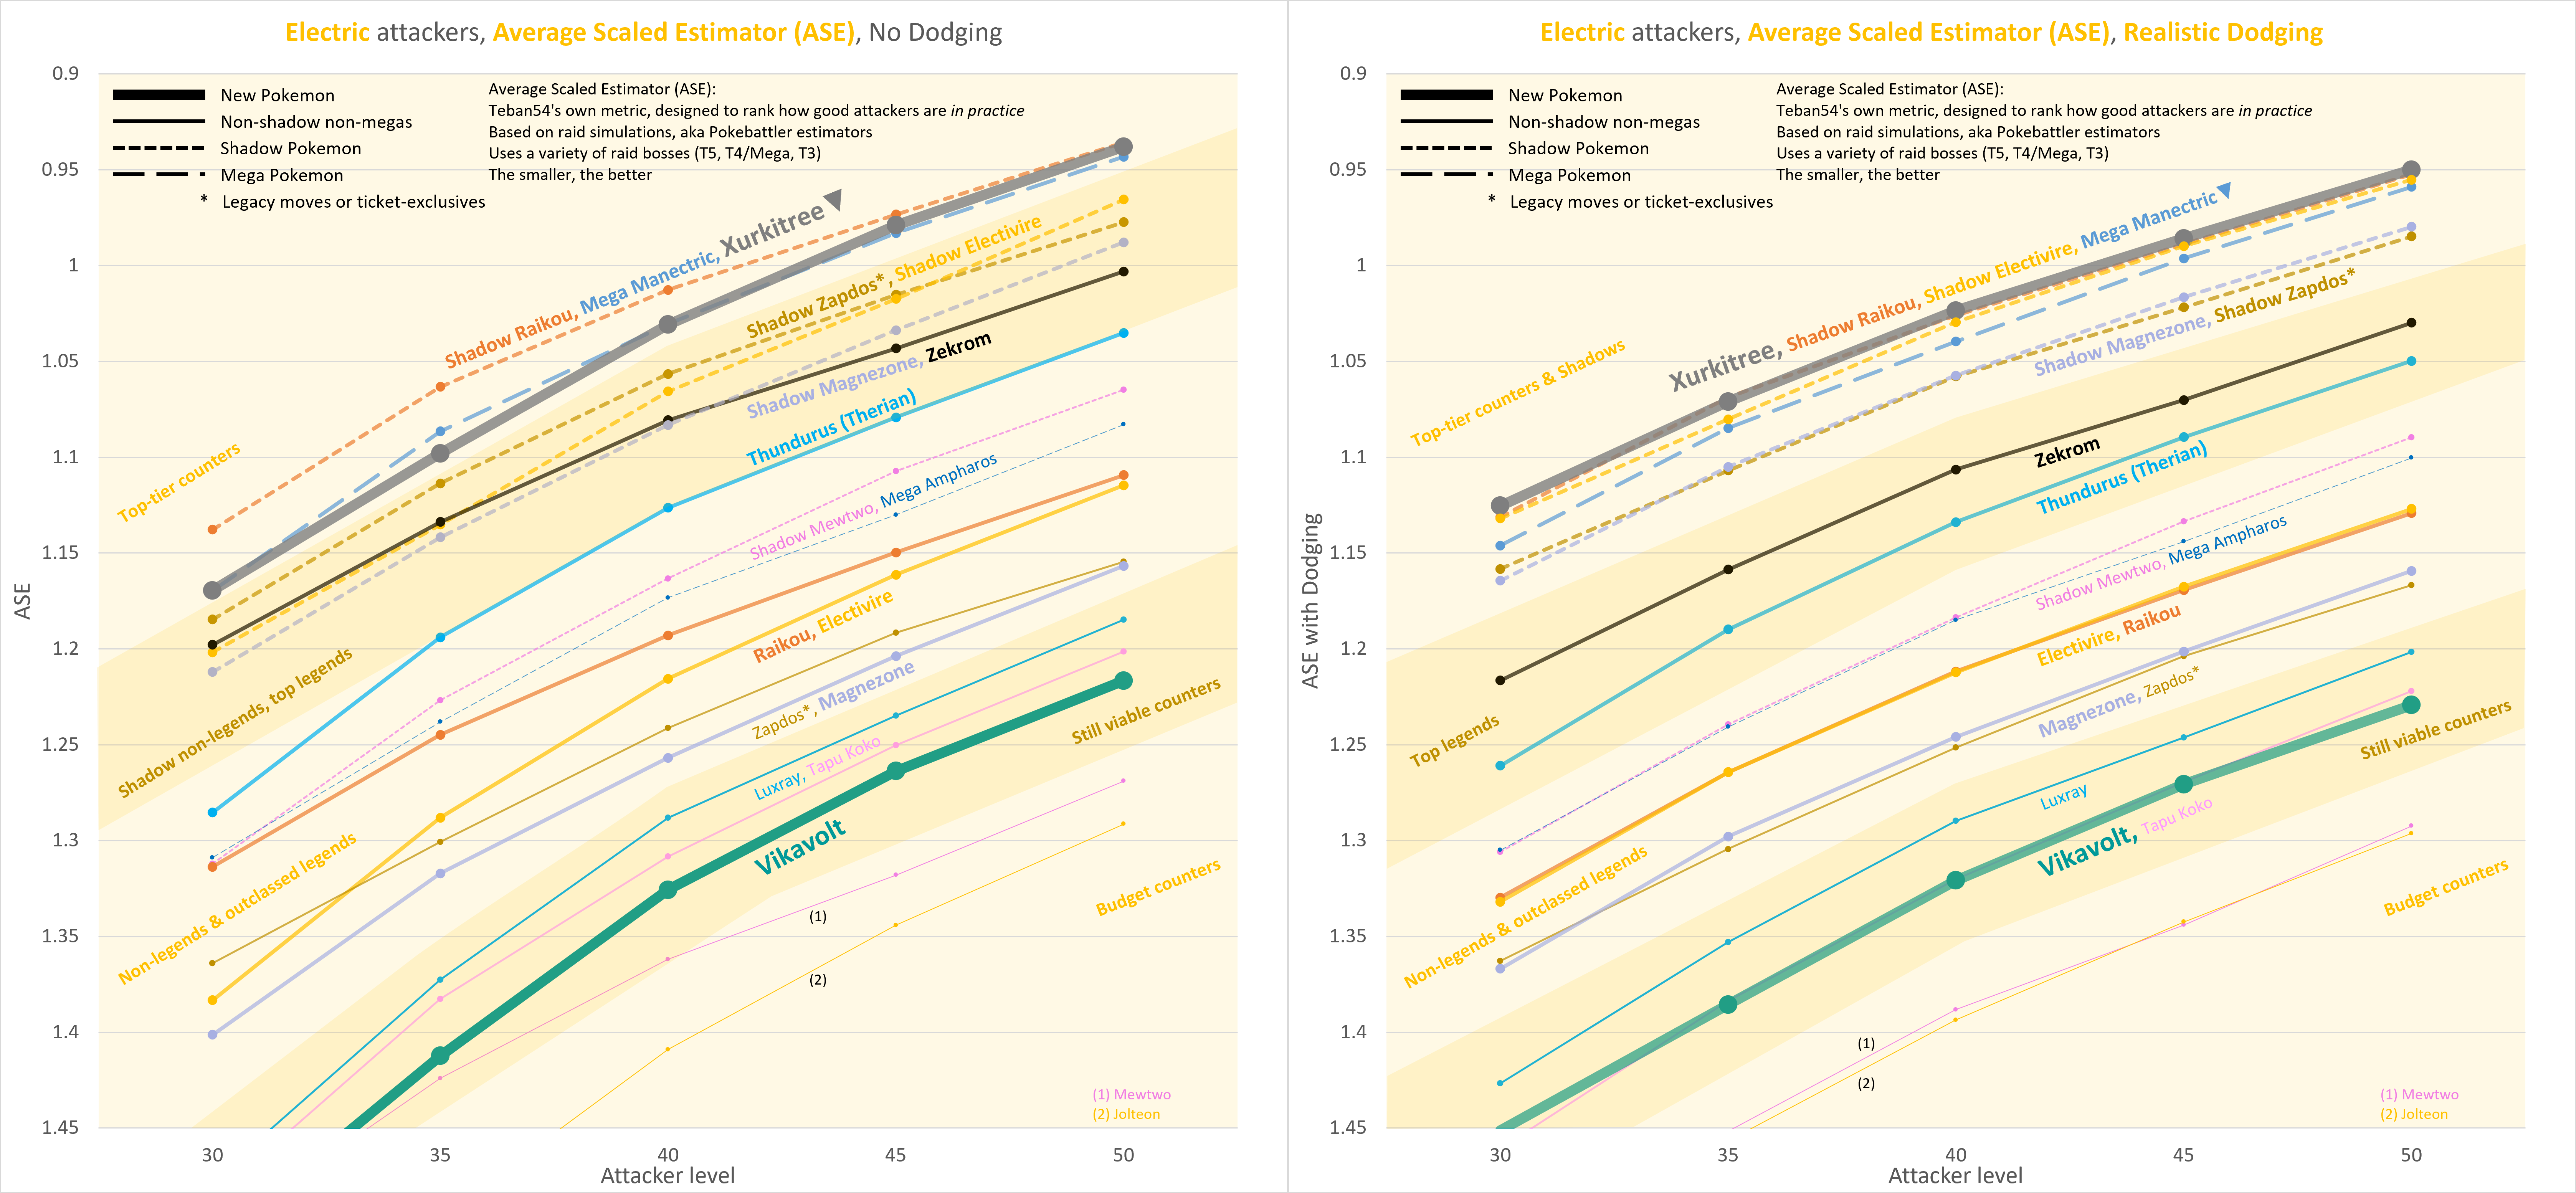 Electric attackers, Average Scaled Estimator (ASE), No Dodging
0.9
0.95
1
1.05
1.1
1.15
1.2
1.25
1.3
1.35
1.4
1.45
ASE
30
35
40
45
50
Attacker level
New Pokemon
Non-shadow non-megas
Shadow Pokemon
Mega Pokemon
* Legacy moves or ticket-exclusives
Average Scaled Estimator (ASE):
Teban54's own metric, designed to rank how good attackers are in practice
Based on raid simulations, aka Pokebattler estimators
Uses a variety of raid bosses (T5, T4/Mega, T3)
The smaller, the better
Shadow Raikou, Mega Manectric, Xurkitree
Shadow Zapdos*, Shadow Electivire
Shadow Magnezone, Zekrom
Thundurus (Therian)
Top-tier counters
Shadow Mewtwo, Mega Ampharos
Raikou, Electivire
Shadow non-legends, top legends
Zapdos*, Magnezone
Still viable counters
Luxray, Tapu Koko
Vikavolt
Non-legends & outclassed legends
Budget counters
(1)
(2)
(1) Mewtwo
(2) Jolteon
Electric attackers, Average Scaled Estimator (ASE), Realistic Dodging
0.9
0.95
1
1.05
1.1
1.15
1.2
1.25
1.3
1.35
1.4
1.45
ASE with Dodging
30
35
40
45
50
Attacker level
New Pokemon
Non-shadow non-megas
Shadow Pokemon
Mega Pokemon
* Legacy moves or ticket-exclusives
Average Scaled Estimator (ASE):
Teban54's own metric, designed to rank how good attackers are in practice
Based on raid simulations, aka Pokebattler estimators
Uses a variety of raid bosses (T5, T4/Mega, T3)
The smaller, the better
Xurkitree, Shadow Raikou, Shadow Electivire, Mega Manectric
Shadow Magnezone, Shadow Zapdos*
Top-tier counters & Shadows
Zekrom
Thundurus (Therian)
Shadow Mewtwo, Mega Ampharos
Electivire, Raikou
Top legends
Magnezone, Zapdos*
Still viable counters
Luxray
Vikavolt, Tapu Koko
Non-legends & outclassed legends
Budget counters
(1)
(2)
(1) Mewtwo
(2) Jolteon